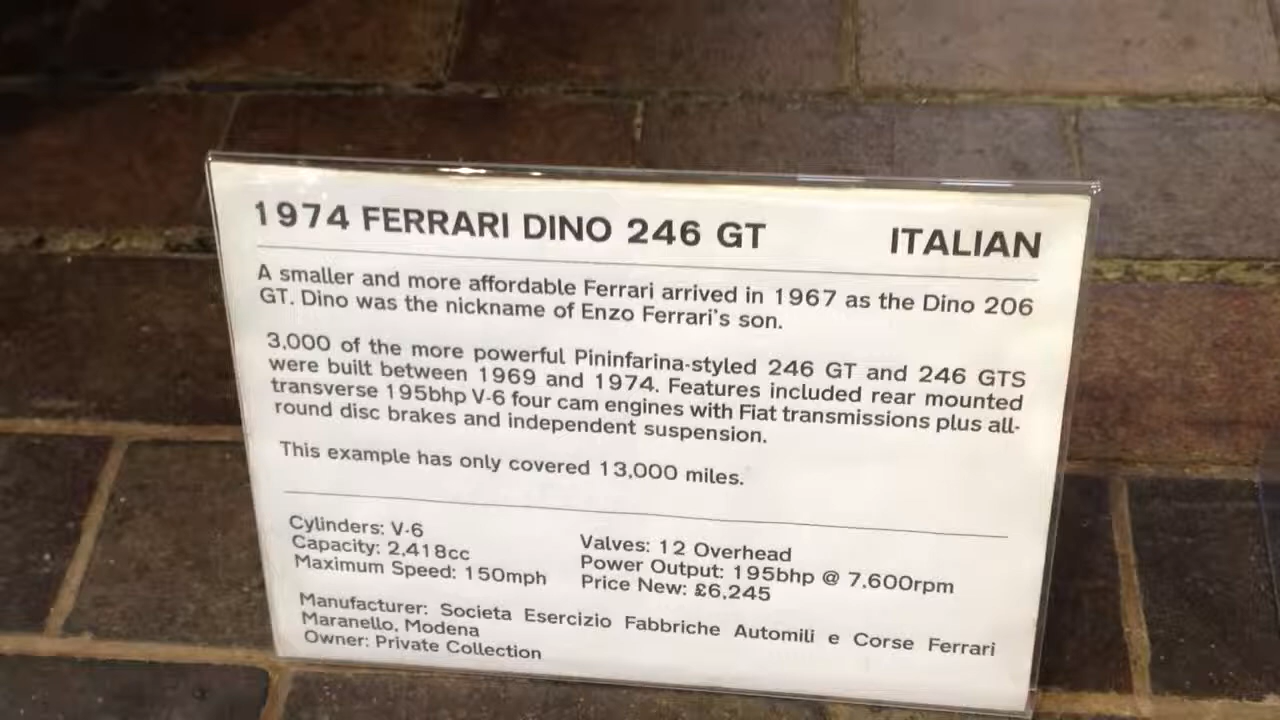 1974 FERRARI DINO 246 GT ITALIAN
A smaller and more affordable Ferrari arrived in 1967 as the Dino 206
GT. Dino was the nickname of Enzo Ferrari's son.
3,000 of the more powerful Pininfarina-styled 246 GT and 246 GTS
were built between 1969 and 1974. Features included rear mounted
transverse 195bhp V-6 four cam engines with Fiat transmissions plus all-
round disc brakes and independent suspension.
This example has only covered 13,000 miles.
Cylinders: V-6
Capacity: 2,418cc
Maximum Speed: 150mph
Valves: 12 Overhead
Power Output: 195bhp @ 7,600rpm
Price New: £6,245
Manufacturer: Societa Esercizio Fabbriche Automili e Corse Ferrari
Maranello, Modena
Owner: Private Collection